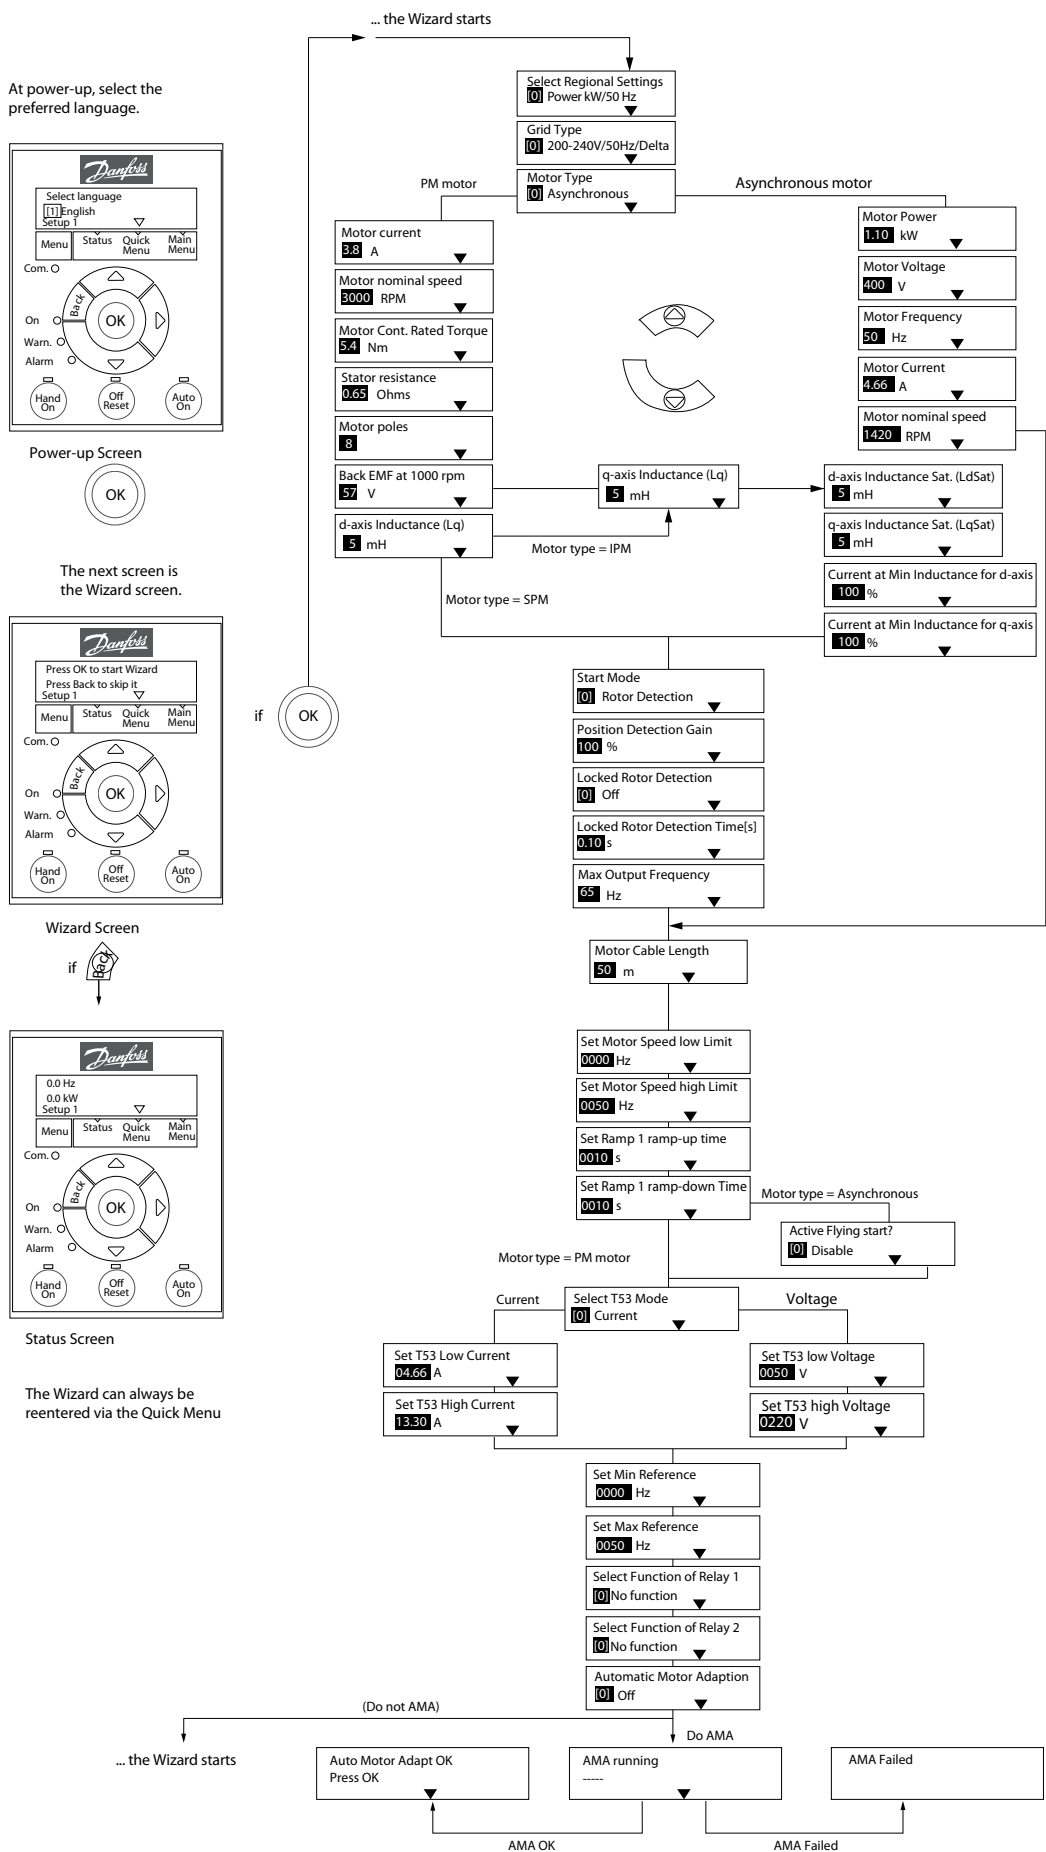 ... the Wizard starts
At power-up, select the
preferred language.
Danfoss
Select language
[1] English
Setup 1
Menu
Status
Quick
Menu
Main
Menu
Com.
Back
OK
On
Warn.
Alarm
Hand
On
Off
Reset
Auto
On
Power-up Screen
OK
The next screen is
the Wizard screen.
Danfoss
Press OK to start Wizard
Press Back to skip it
Setup 1
Menu
Status
Quick
Menu
Main
Menu
Com.
Back
OK
On
Warn.
Alarm
Hand
On
Off
Reset
Auto
On
Wizard Screen
if
Back
if
OK
Danfoss
0.0 Hz
0.0 kW
Setup 1
Menu
Status
Quick
Menu
Main
Menu
Com.
Back
OK
On
Warn.
Alarm
Hand
On
Off
Reset
Auto
On
Status Screen
The Wizard can always be
reentered via the Quick Menu
Select Regional Settings
[0] Power kW/50 Hz
Grid Type
[0] 200-240V/50Hz/Delta
Motor Type
[0] Asynchronous
PM motor
Asynchronous motor
Motor current
3.8 A
Motor nominal speed
3000 RPM
Motor Cont. Rated Torque
5.4 Nm
Stator resistance
0.65 Ohms
Motor poles
8
Back EMF at 1000 rpm
57 V
d-axis Inductance (Lq)
5 mH
Motor Power
1.10 kW
Motor Voltage
400 V
Motor Frequency
50 Hz
Motor Current
4.66 A
Motor nominal speed
1420 RPM
q-axis Inductance (Lq)
5 mH
Motor type = IPM
Motor type = SPM
d-axis Inductance Sat. (LdSat)
5 mH
q-axis Inductance Sat. (LqSat)
5 mH
Current at Min Inductance for d-axis
100 %
Current at Min Inductance for q-axis
100 %
Start Mode
[0] Rotor Detection
Position Detection Gain
100 %
Locked Rotor Detection
[0] Off
Locked Rotor Detection Time[s]
0.10 s
Max Output Frequency
65 Hz
Motor Cable Length
50 m
Set Motor Speed low Limit
0000 Hz
Set Motor Speed high Limit
0050 Hz
Set Ramp 1 ramp-up time
0010 s
Set Ramp 1 ramp-down Time
0010 s
Motor type = Asynchronous
Active Flying start?
[0] Disable
Motor type = PM motor
Select T53 Mode
[0] Current
Current
Voltage
Set T53 Low Current
04.66 A
Set T53 High Current
13.30 A
Set T53 low Voltage
0050 V
Set T53 high Voltage
0220 V
Set Min Reference
0000 Hz
Set Max Reference
0050 Hz
Select Function of Relay 1
[0] No function
Select Function of Relay 2
[0] No function
Automatic Motor Adaption
[0] Off
(Do not AMA)
Do AMA
... the Wizard starts
Auto Motor Adapt OK
Press OK
AMA running
-----
AMA Failed
AMA OK
AMA Failed